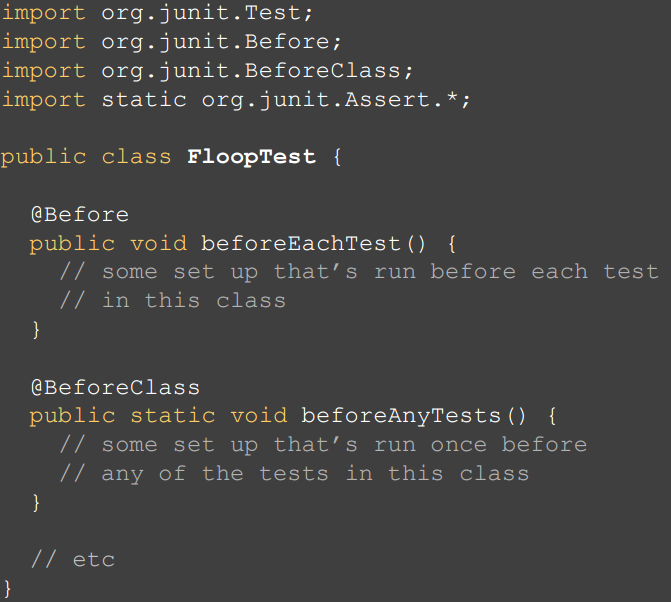 import org.junit.Test;
import org.junit.Before;
import org.junit.BeforeClass;
import static org.junit.Assert.*;

public class FloopTest {

  @Before
  public void beforeEachTest() {
    // some set up that’s run before each test
    // in this class
  }

  @BeforeClass
  public static void beforeAnyTests() {
    // some set up that’s run once before
    // any of the tests in this class
  }

  // etc
}